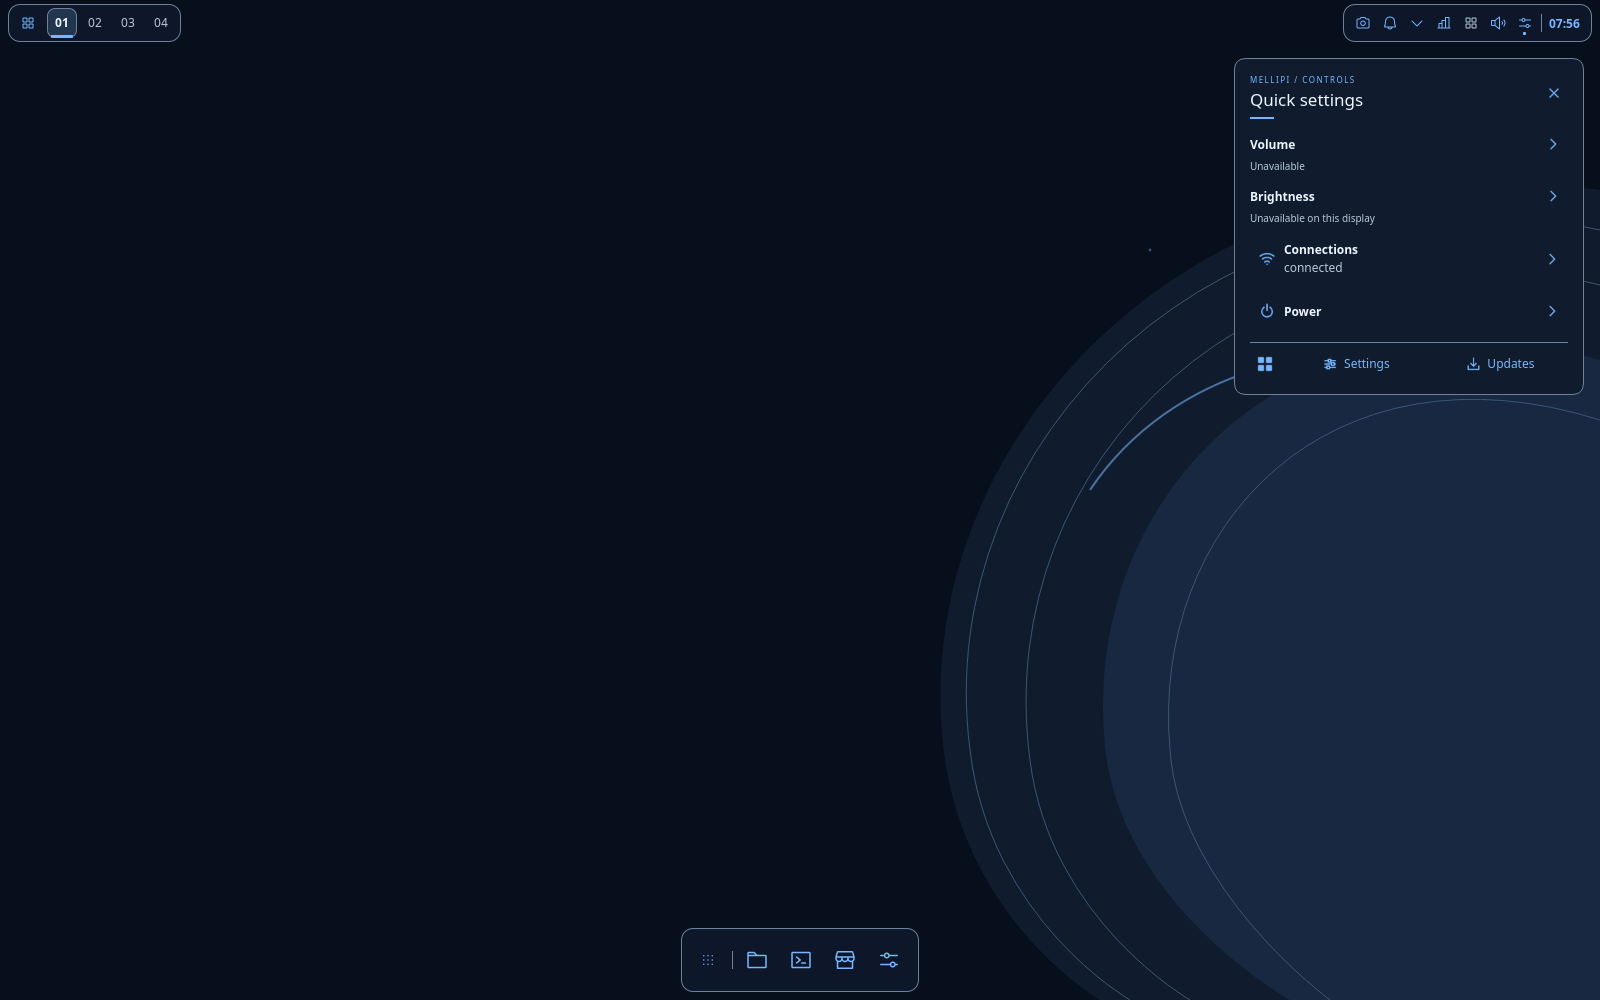 01 02 03 04
07:56
MELLIPI / CONTROLS
Quick settings
Volume
Unavailable
Brightness
Unavailable on this display
Connections
connected
Power
Settings
Updates